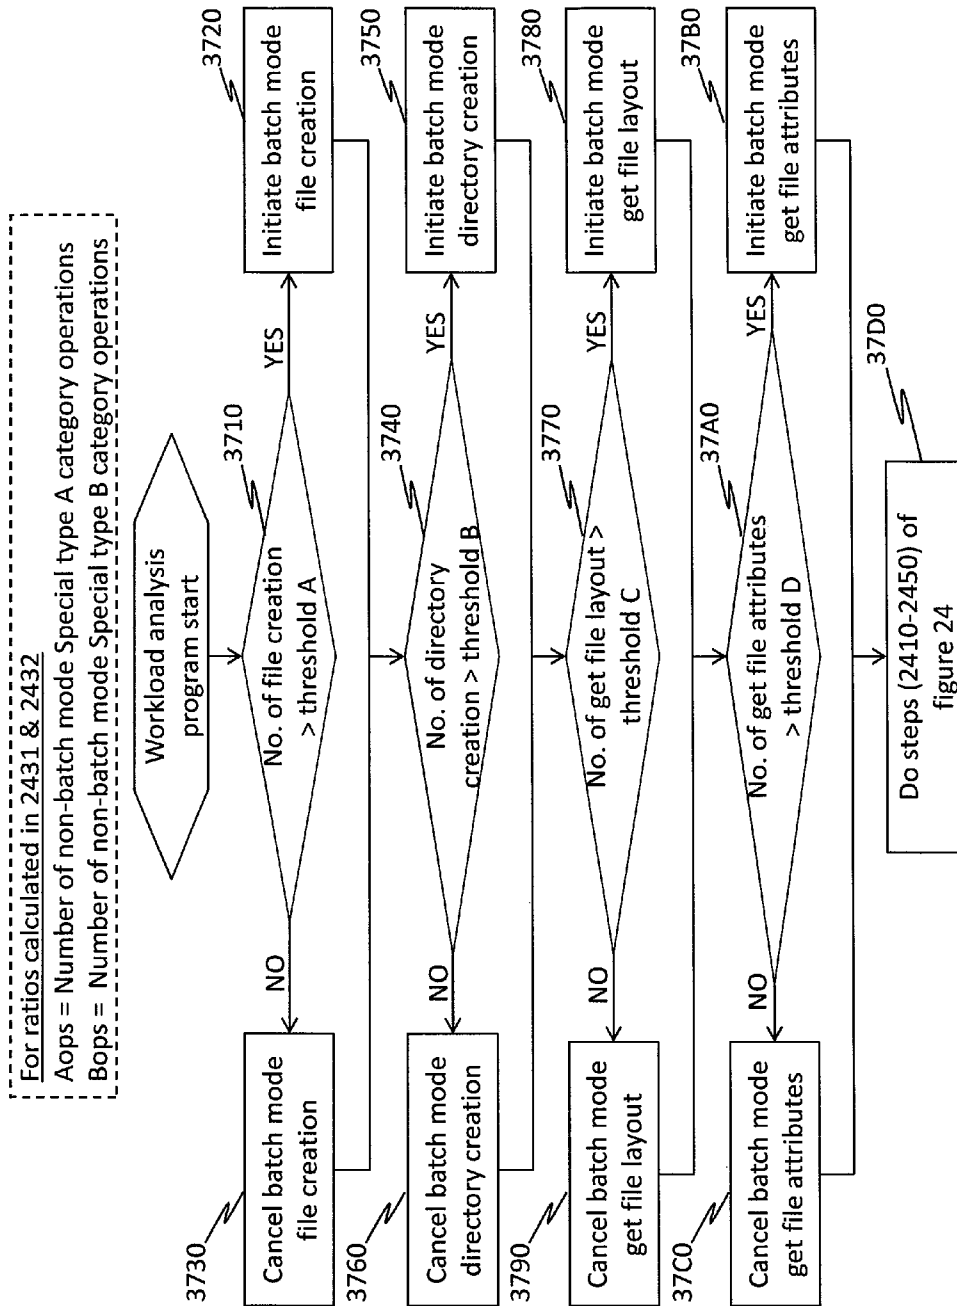 For ratios calculated in 2431 & 2432
Aops = Number of non-batch mode Special type A category operations
Bops = Number of non-batch mode Special type B category operations
Workload analysis
program start
3710
No. of file creation
> threshold A
YES
3720
Initiate batch mode
file creation
NO
3730
Cancel batch mode
file creation
3740
No. of directory
creation > threshold B
YES
3750
Initiate batch mode
directory creation
NO
3760
Cancel batch mode
directory creation
3770
No. of get file layout >
threshold C
YES
3780
Initiate batch mode
get file layout
NO
3790
Cancel batch mode
get file layout
37A0
No. of get file attributes
> threshold D
YES
37B0
Initiate batch mode
get file attributes
NO
37C0
Cancel batch mode
get file attributes
37D0
Do steps (2410-2450) of
figure 24